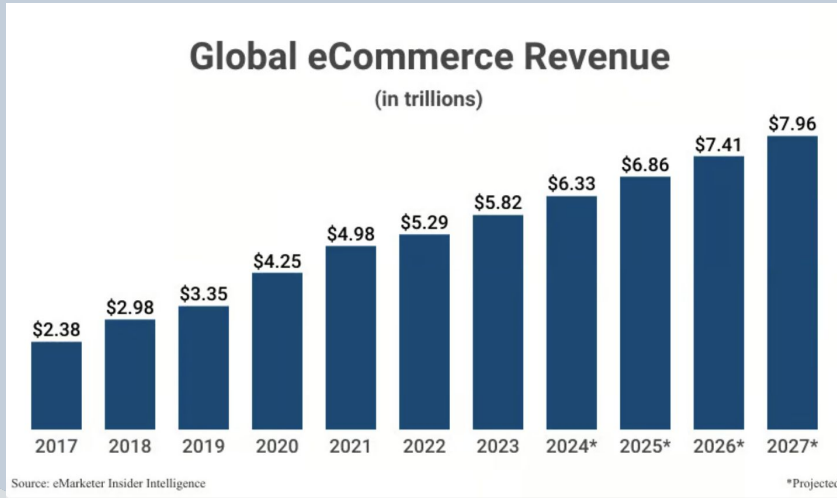 Global eCommerce Revenue
(in trillions)
$2.38 $2.98 $3.35 $4.25 $4.98 $5.29 $5.82 $6.33 $6.86 $7.41 $7.96
2017 2018 2019 2020 2021 2022 2023 2024* 2025* 2026* 2027*
Source: eMarketer Insider Intelligence
*Projected